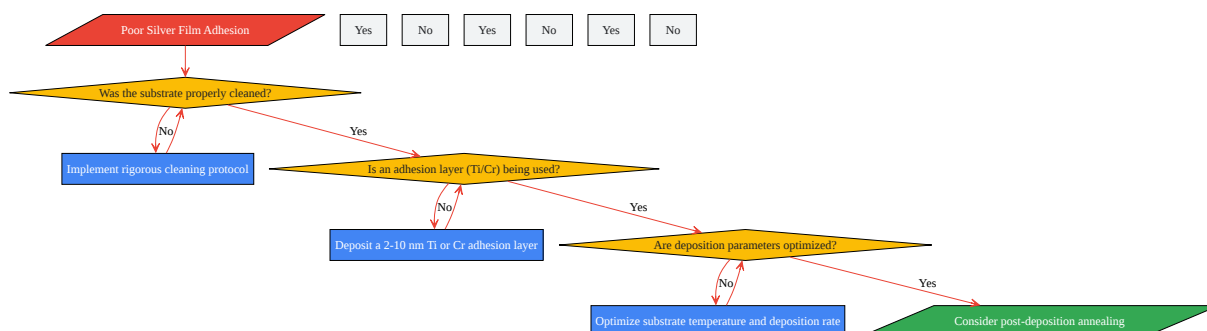 Poor Silver Film Adhesion
Yes
No
Yes
No
Yes
No
Was the substrate properly cleaned?
No
Yes
Implement rigorous cleaning protocol
Is an adhesion layer (Ti/Cr) being used?
No
Yes
Deposit a 2-10 nm Ti or Cr adhesion layer
Are deposition parameters optimized?
No
Yes
Optimize substrate temperature and deposition rate
Consider post-deposition annealing